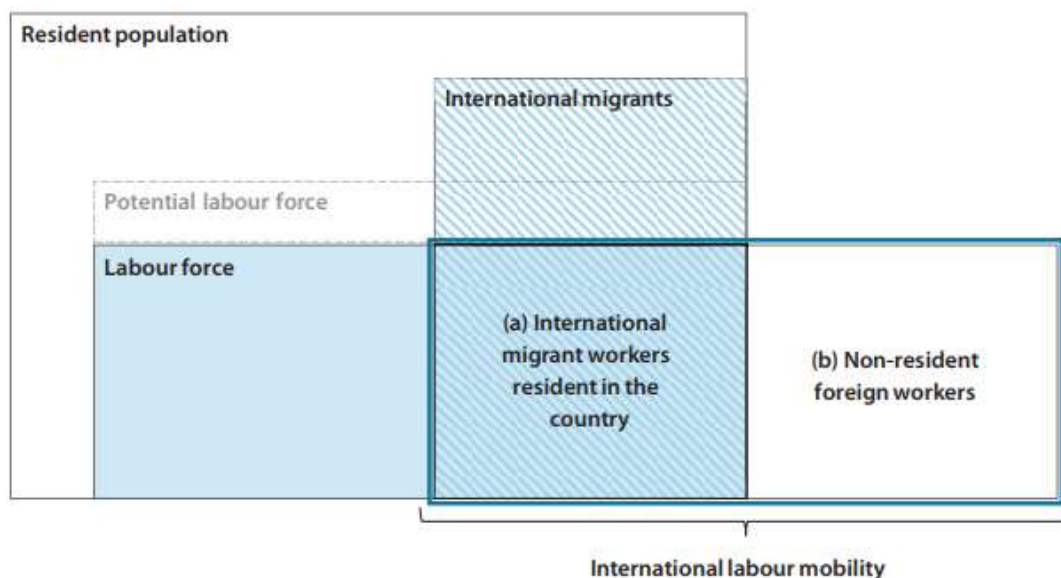 Resident population
International migrants
Potential labour force
Labour force
(a) International
migrant workers
resident in the
country
(b) Non-resident
foreign workers
International labour mobility